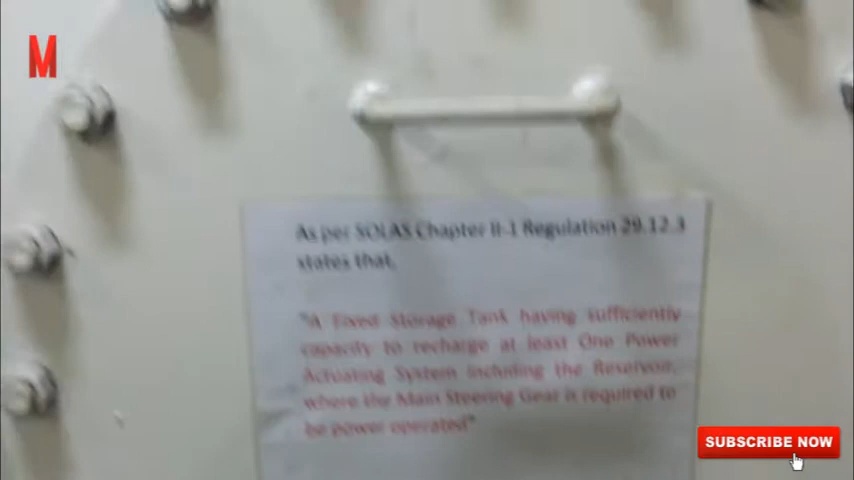 M
As per SOLAS Chapter II-1 Regulation 29.12.3
states that,
"A Fixed Storage Tank having sufficiently
capacity to recharge at least One Power
Actuating System including the Reservoir,
where the Main Steering Gear is required to
be power operated"
SUBSCRIBE NOW